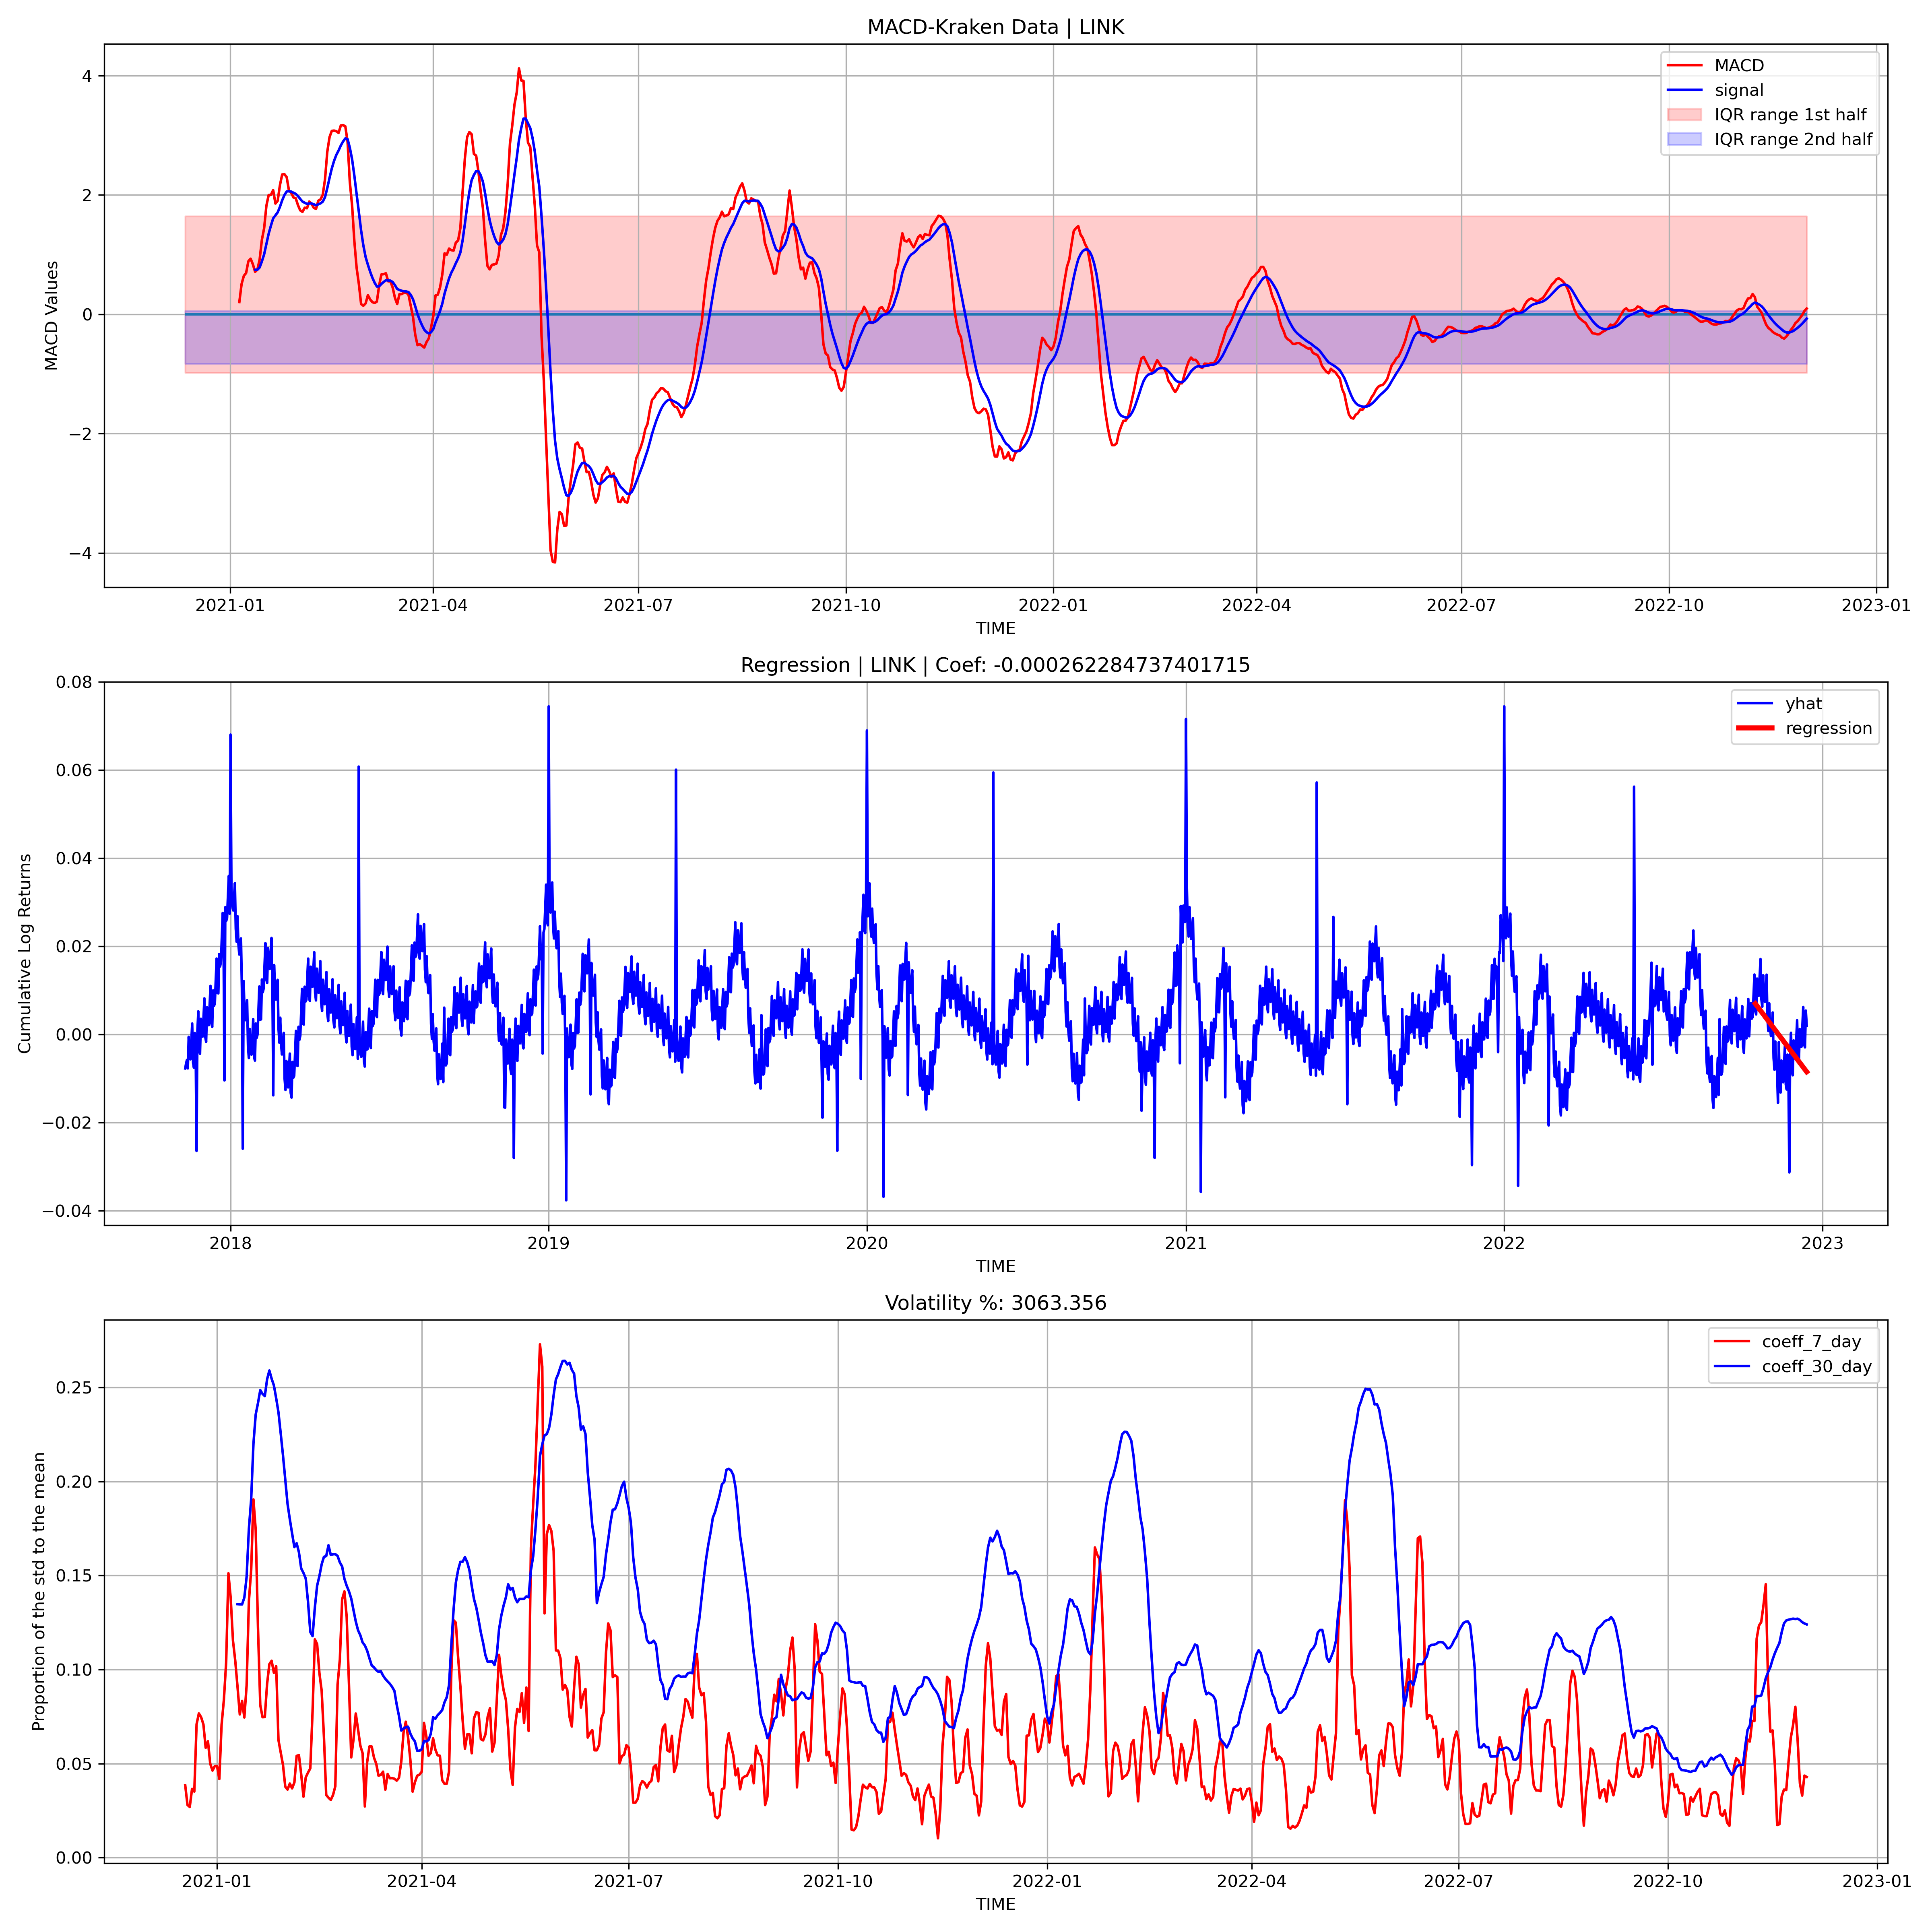 MACD-Kraken Data | LINK
MACD
signal
IQR range 1st half
IQR range 2nd half
MACD Values
4
2
0
−2
−4
2021-01 2021-04 2021-07 2021-10 2022-01 2022-04 2022-07 2022-10 2023-01
TIME
Regression | LINK | Coef: -0.000262284737401715
yhat
regression
Cumulative Log Returns
0.08
0.06
0.04
0.02
0.00
−0.02
−0.04
2018 2019 2020 2021 2022 2023
TIME
Volatility %: 3063.356
coeff_7_day
coeff_30_day
Proportion of the std to the mean
0.25
0.20
0.15
0.10
0.05
0.00
2021-01 2021-04 2021-07 2021-10 2022-01 2022-04 2022-07 2022-10 2023-01
TIME